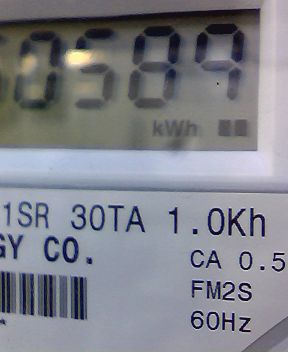 0589
kWh
1SR 30TA 1.0Kh
GY CO.
CA 0.5
FM2S
60Hz